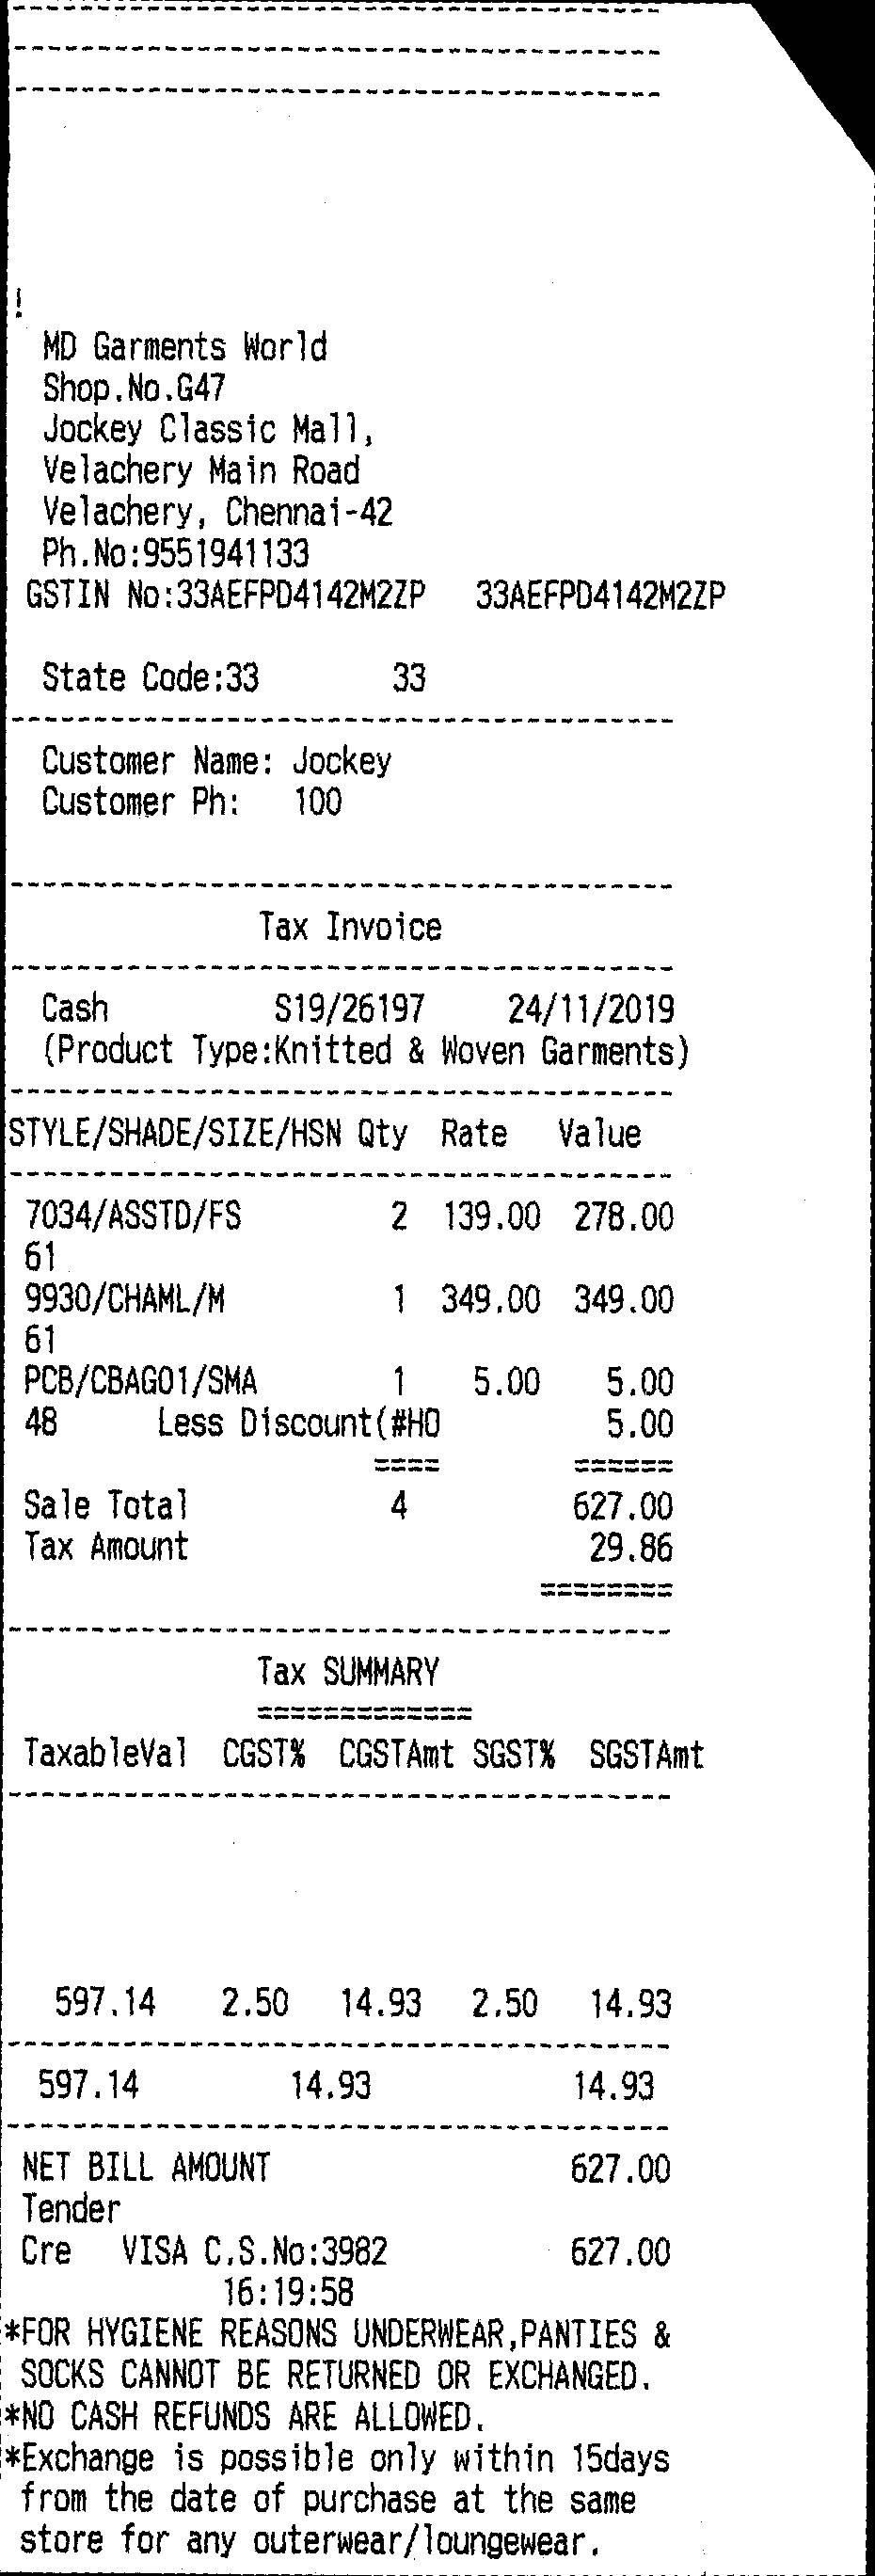 !
MD Garments World
Shop.No.G47
Jockey Classic Mall,
Velachery Main Road
Velachery, Chennai-42
Ph.No:9551941133
GSTIN No:33AEFPD4142M2ZP 33AEFPD4142M2ZP
State Code:33 33
Customer Name: Jockey
Customer Ph: 100
Tax Invoice
Cash S19/26197 24/11/2019
(Product Type:Knitted & Woven Garments)
STYLE/SHADE/SIZE/HSN Qty Rate Value
7034/ASSTD/FS 2 139.00 278.00
61
9930/CHAML/M 1 349.00 349.00
61
PCB/CBAG01/SMA 1 5.00 5.00
48 Less Discount(#HO 5.00
==== ======
Sale Total 4 627.00
Tax Amount 29.86
========
Tax SUMMARY
=============
TaxableVal CGST% CGSTAmt SGST% SGSTAmt
597.14 2.50 14.93 2.50 14.93
597.14 14.93 14.93
NET BILL AMOUNT 627.00
Tender
Cre VISA C.S.No:3982 627.00
16:19:58
*FOR HYGIENE REASONS UNDERWEAR,PANTIES &
SOCKS CANNOT BE RETURNED OR EXCHANGED.
*NO CASH REFUNDS ARE ALLOWED.
*Exchange is possible only within 15days
from the date of purchase at the same
store for any outerwear/loungewear.